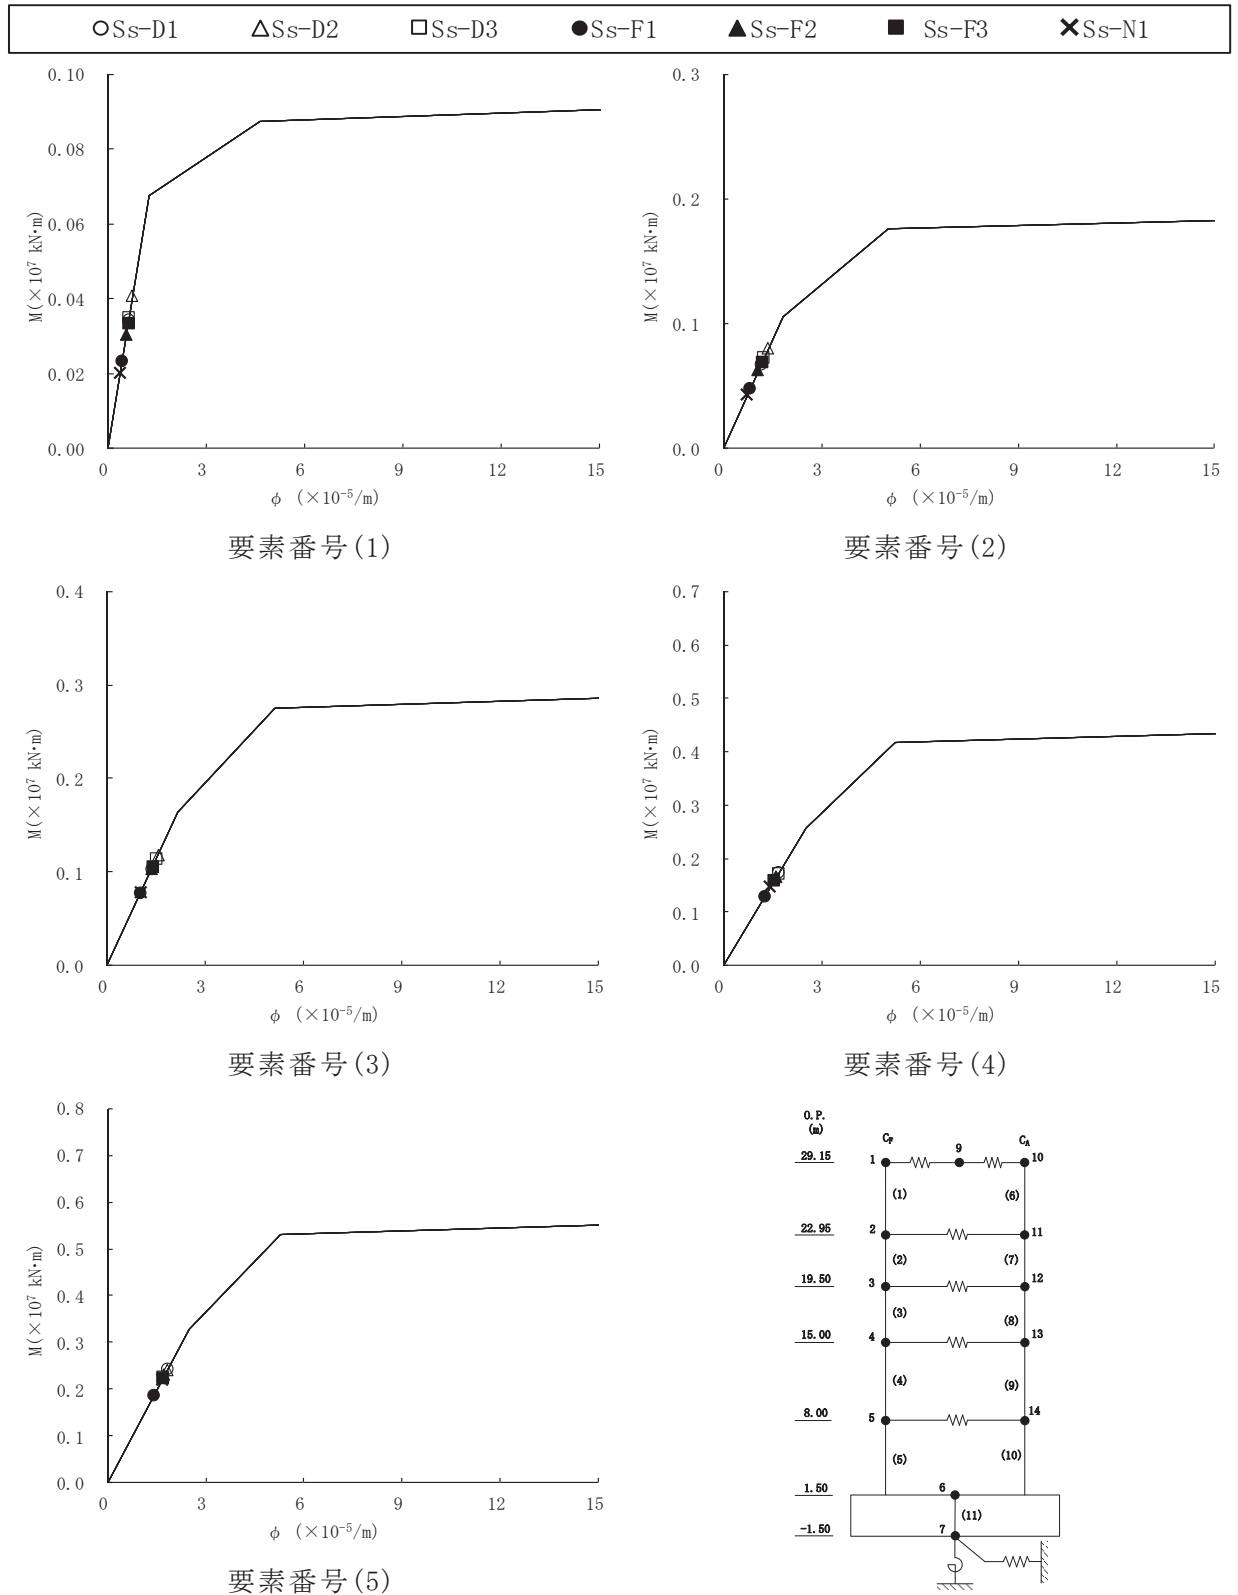 ○Ss-D1 △Ss-D2 □Ss-D3 ●Ss-F1 ▲Ss-F2 ■ Ss-F3 ×Ss-N1
0.10
0.08
0.06
0.04
0.02
0.00
M(×10⁷ kN·m)
0 3 6 9 12 15
φ (×10⁻⁵/m)
要素番号(1)
0.3
0.2
0.1
0.0
M(×10⁷ kN·m)
0 3 6 9 12 15
φ (×10⁻⁵/m)
要素番号(2)
0.4
0.3
0.2
0.1
0.0
M(×10⁷ kN·m)
0 3 6 9 12 15
φ (×10⁻⁵/m)
要素番号(3)
0.7
0.6
0.5
0.4
0.3
0.2
0.1
0.0
M(×10⁷ kN·m)
0 3 6 9 12 15
φ (×10⁻⁵/m)
要素番号(4)
0.8
0.7
0.6
0.5
0.4
0.3
0.2
0.1
0.0
M(×10⁷ kN·m)
0 3 6 9 12 15
φ (×10⁻⁵/m)
要素番号(5)
O.P.
(m)
C_F C_A
29.15 1 9 10
(1) (6)
22.95 2 11
(2) (7)
19.50 3 12
(3) (8)
15.00 4 13
(4) (9)
8.00 5 14
(5) (10)
1.50 6
(11)
-1.50 7